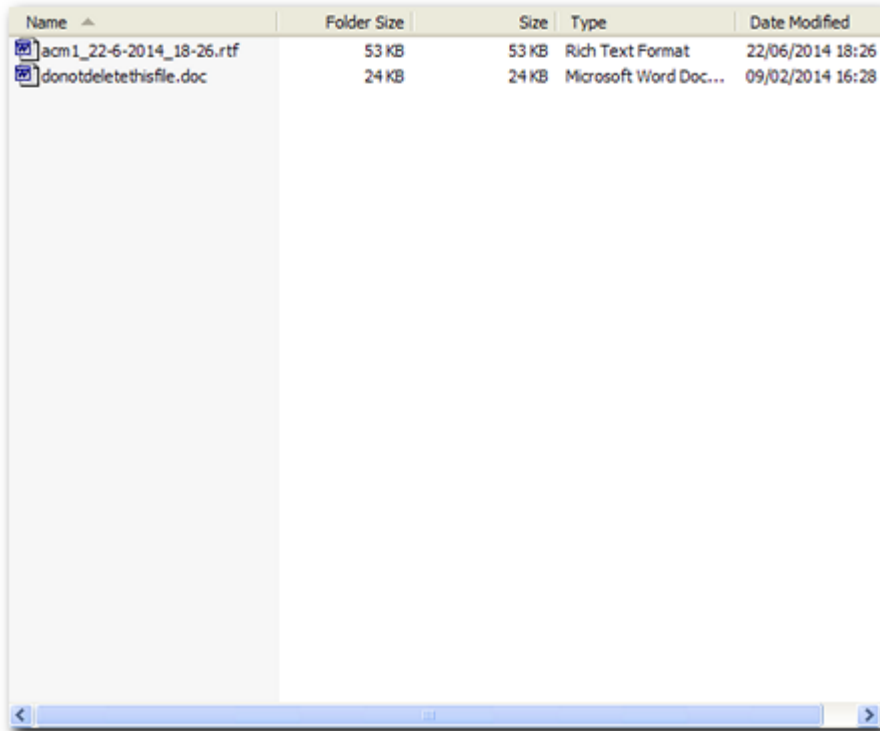 Name Folder Size Size Type Date Modified
acm1_22-6-2014_18-26.rtf 53 KB 53 KB Rich Text Format 22/06/2014 18:26
donotdeletethisfile.doc 24 KB 24 KB Microsoft Word Doc... 09/02/2014 16:28